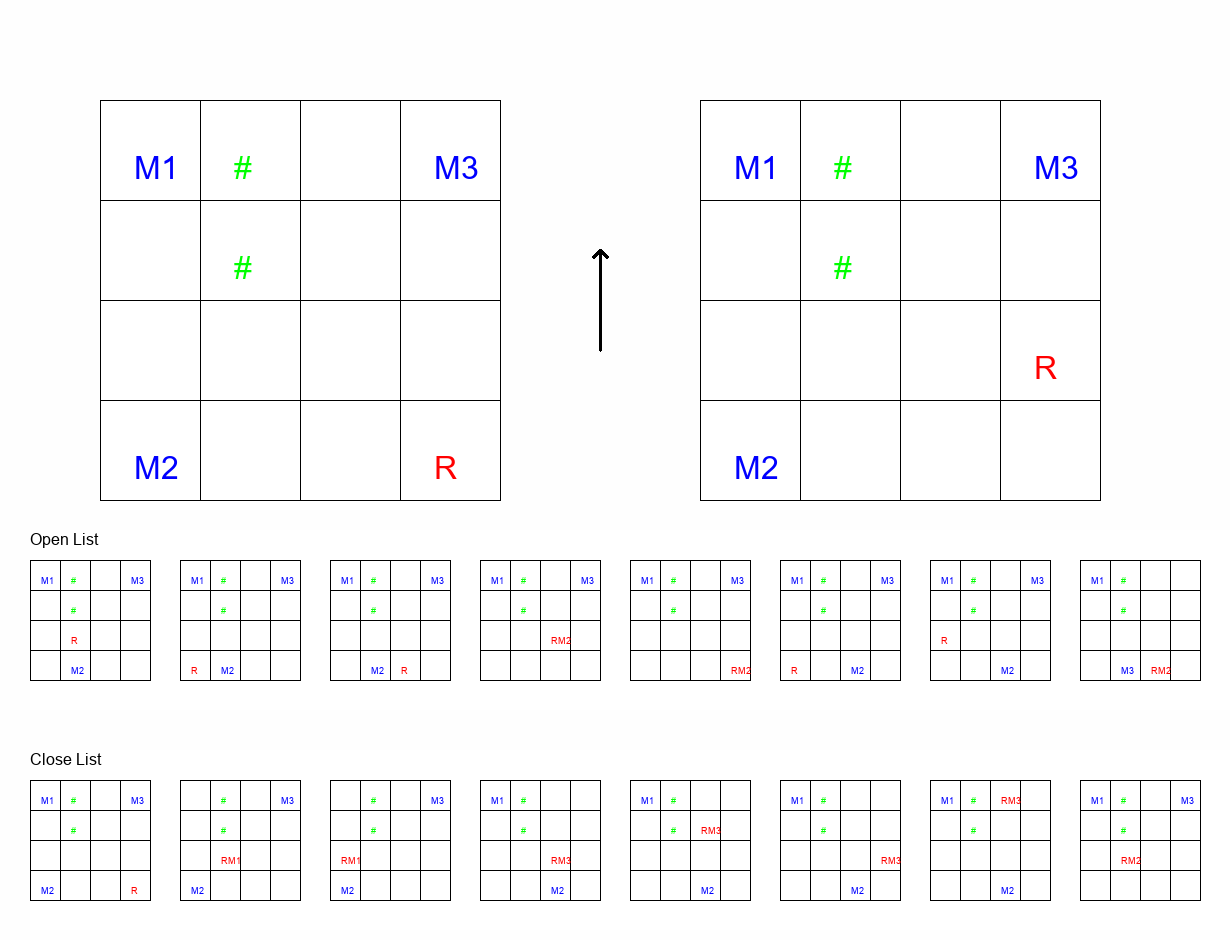 M1 # M3 M1 # M3
# #
R
M2 R M2
Open List
M1 # M3 M1 # M3 M1 # M3 M1 # M3 M1 # M3 M1 # M3 M1 # M3 M1 #
# # # # # # # #
R RM2 R
M2 R M2 M2 R RM2 R M2 M2 M3 RM2
Close List
M1 # M3 # M3 # M3 M1 # M1 # M1 # M1 # RM3 M1 # M3
# # # # # RM3 # # #
RM1 RM1 RM3 RM3 RM2
M2 R M2 M2 M2 M2 M2 M2